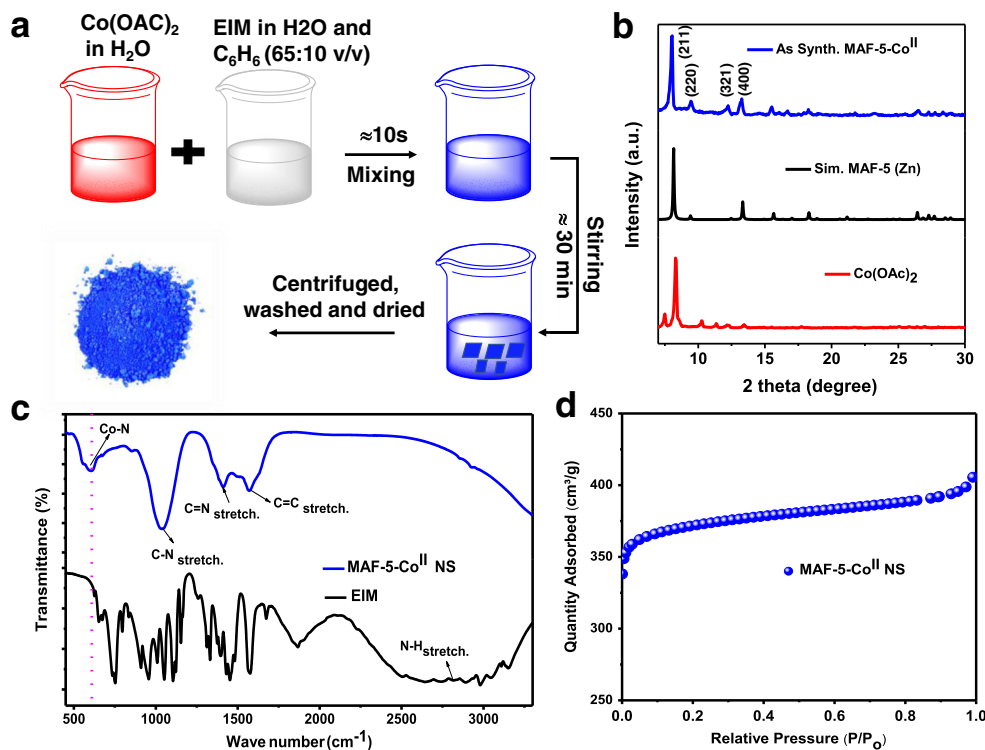 a
Co(OAC)2
in H2O
EIM in H2O and
C6H6 (65:10 v/v)
≈10s
Mixing
Stirring
≈ 30 min
Centrifuged,
washed and dried
b
Intensity (a.u.)
(211)
(220)
(321)
(400)
As Synth. MAF-5-CoII
Sim. MAF-5 (Zn)
Co(OAc)2
10 15 20 25 30
2 theta (degree)
c
Transmittance (%)
Co-N
C=N stretch.
C=C stretch.
C-N stretch.
MAF-5-CoII NS
EIM
N-Hstretch.
500 1000 1500 2000 2500 3000
Wave number (cm-1)
d
Quantity Adsorbed (cm3/g)
450
400
350
300
250
MAF-5-CoII NS
0.0 0.2 0.4 0.6 0.8 1.0
Relative Pressure (P/Po)